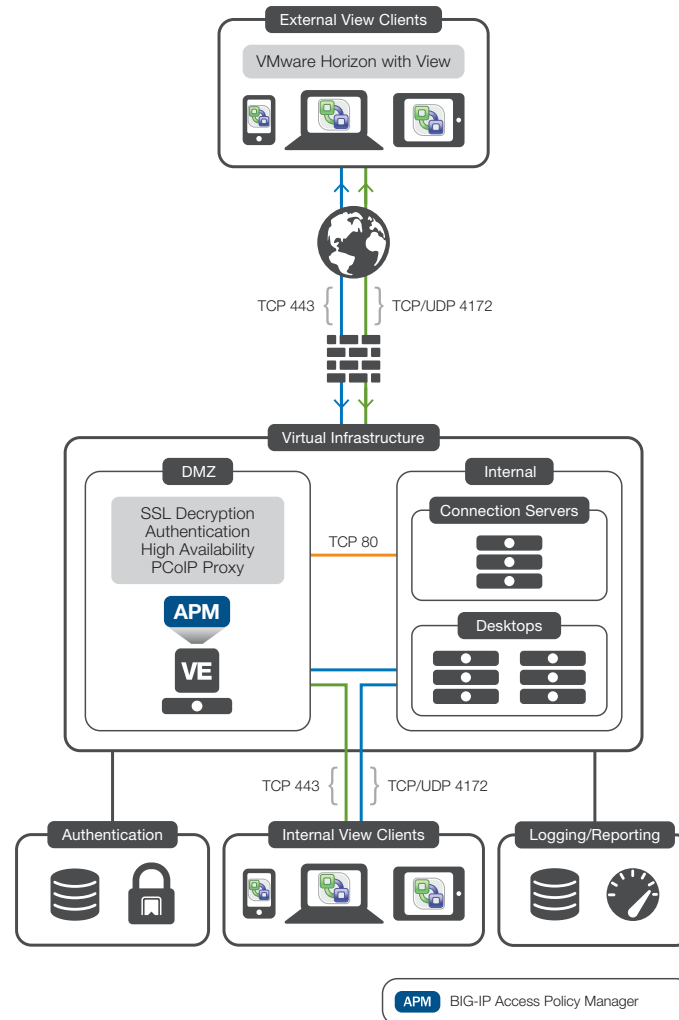 External View Clients
VMware Horizon with View
TCP 443
TCP/UDP 4172
Virtual Infrastructure
DMZ
Internal
SSL Decryption
Authentication
High Availability
PCoIP Proxy
Connection Servers
TCP 80
APM
Desktops
VE
TCP 443
TCP/UDP 4172
Authentication
Internal View Clients
Logging/Reporting
APM BIG-IP Access Policy Manager